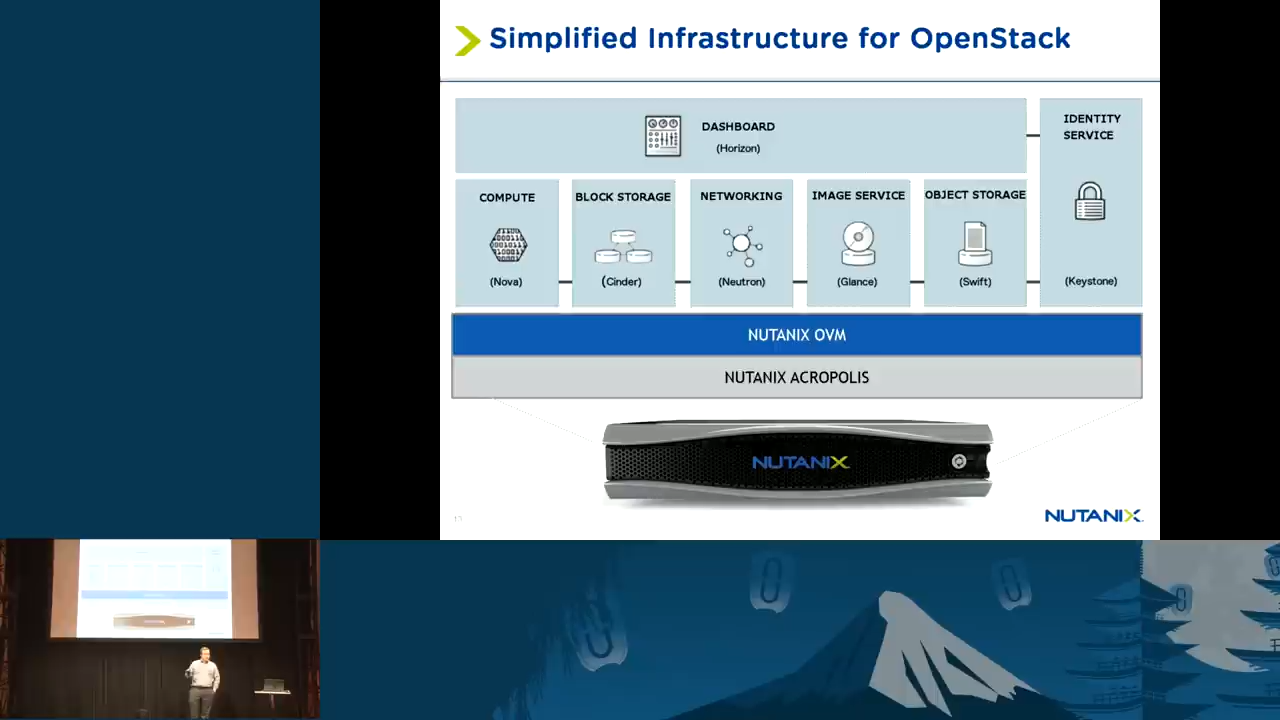 Simplified Infrastructure for OpenStack
DASHBOARD
(Horizon)
IDENTITY
SERVICE
(Keystone)
COMPUTE
(Nova)
BLOCK STORAGE
(Cinder)
NETWORKING
(Neutron)
IMAGE SERVICE
(Glance)
OBJECT STORAGE
(Swift)
NUTANIX OVM
NUTANIX ACROPOLIS
NUTANIX
NUTANIX